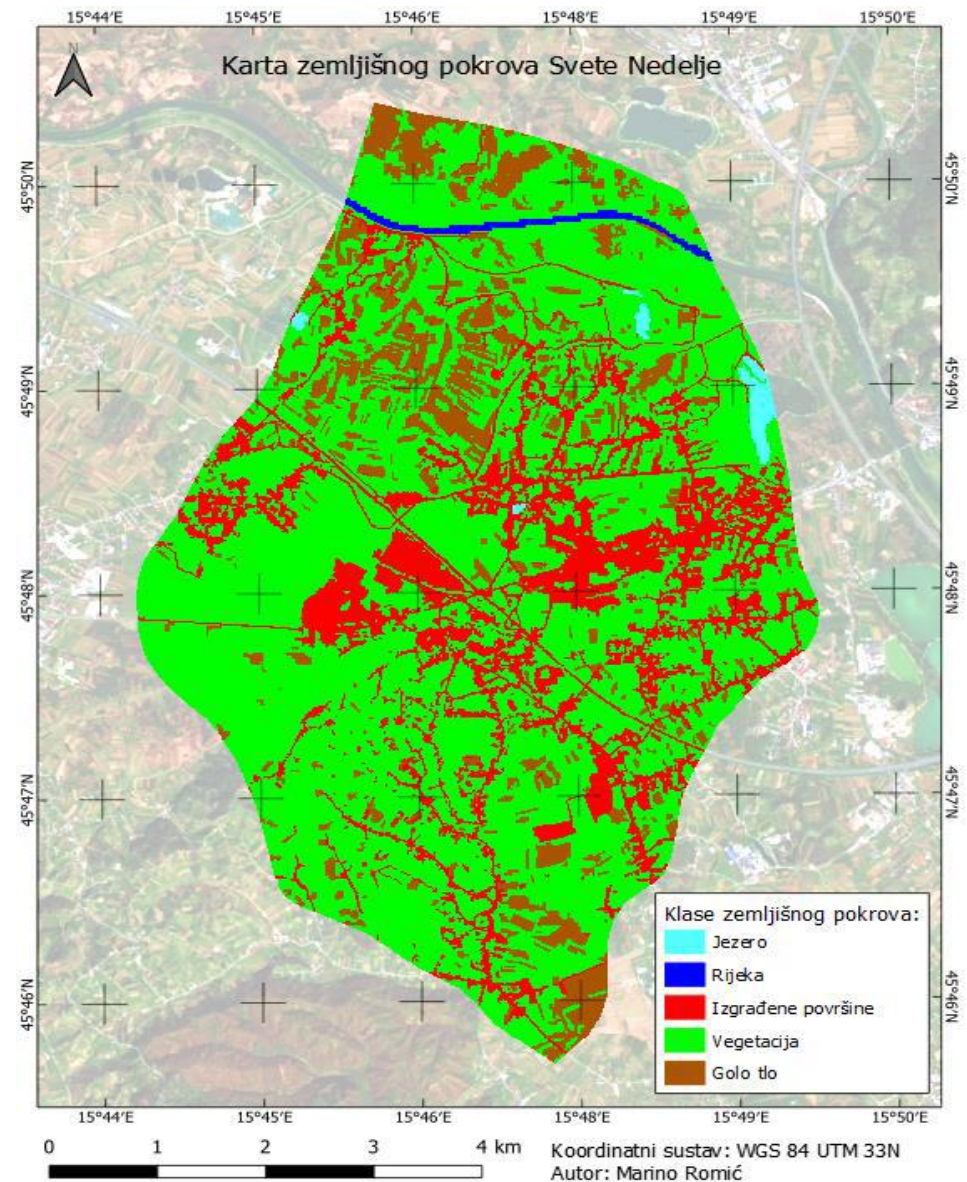 15°44'E 15°45'E 15°46'E 15°48'E 15°49'E 15°50'E
N
Karta zemljišnog pokrova Svete Nedelje
45°50'N 45°50'N
45°49'N 45°49'N
45°48'N 45°48'N
45°47'N 45°47'N
45°46'N 45°46'N
Klase zemljišnog pokrova:
Jezero
Rijeka
Izgrađene površine
Vegetacija
Golo tlo
15°44'E 15°45'E 15°46'E 15°48'E 15°49'E 15°50'E
0 1 2 3 4 km
Koordinatni sustav: WGS 84 UTM 33N
Autor: Marino Romić